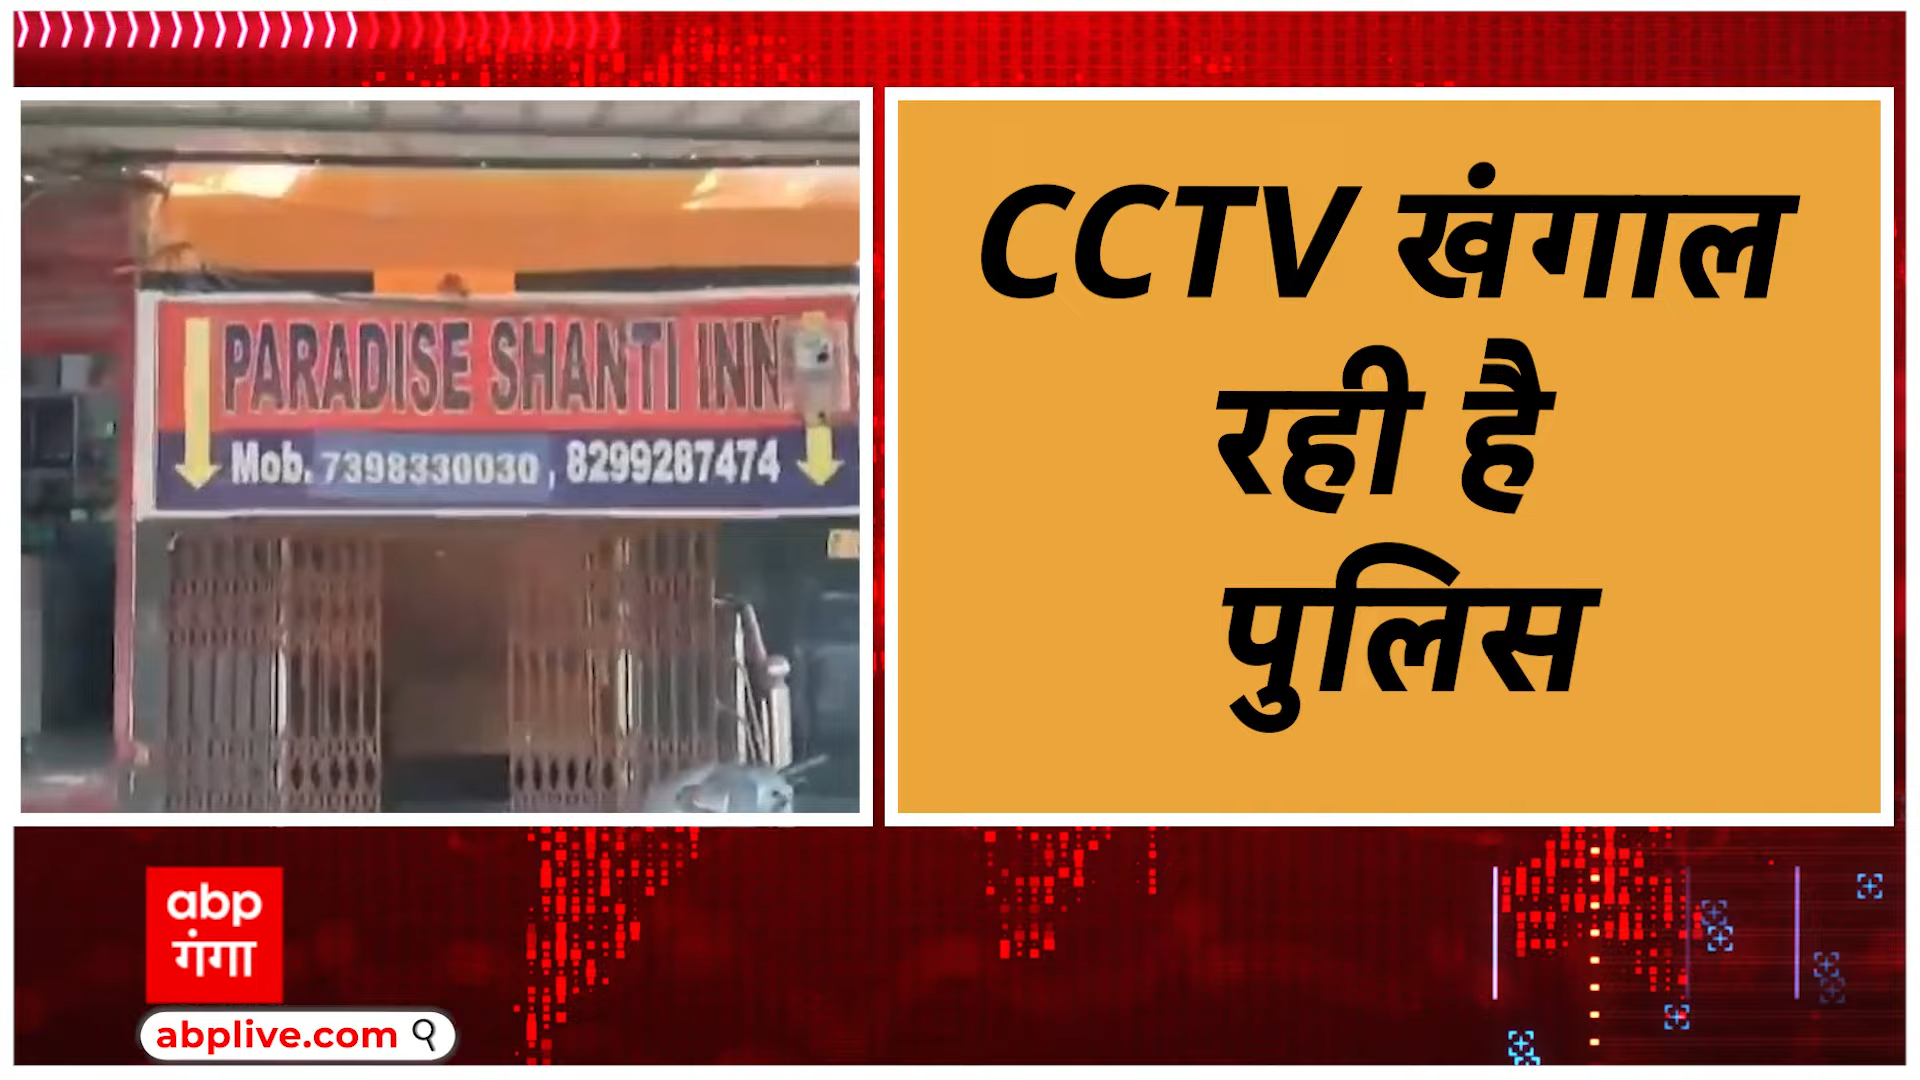 PARADISE SHANTI INN
Mob. 7398330030, 8299287474
CCTV खंगाल
रही है
पुलिस
abp
गंगा
abplive.com